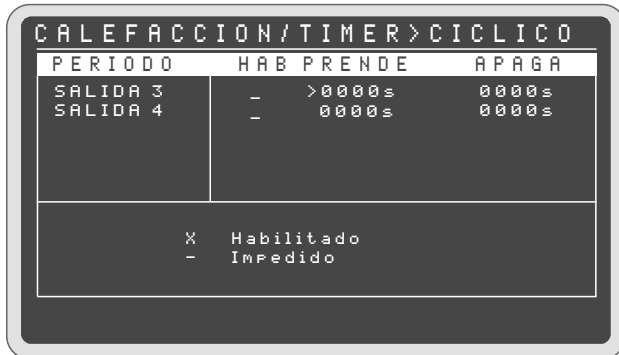 CALEFACCION/TIMER>CICLICO
PERIODO HAB PRENDE APAGA
SALIDA 3 _ >0000s 0000s
SALIDA 4 _ 0000s 0000s
X Habilitado
- Impedido